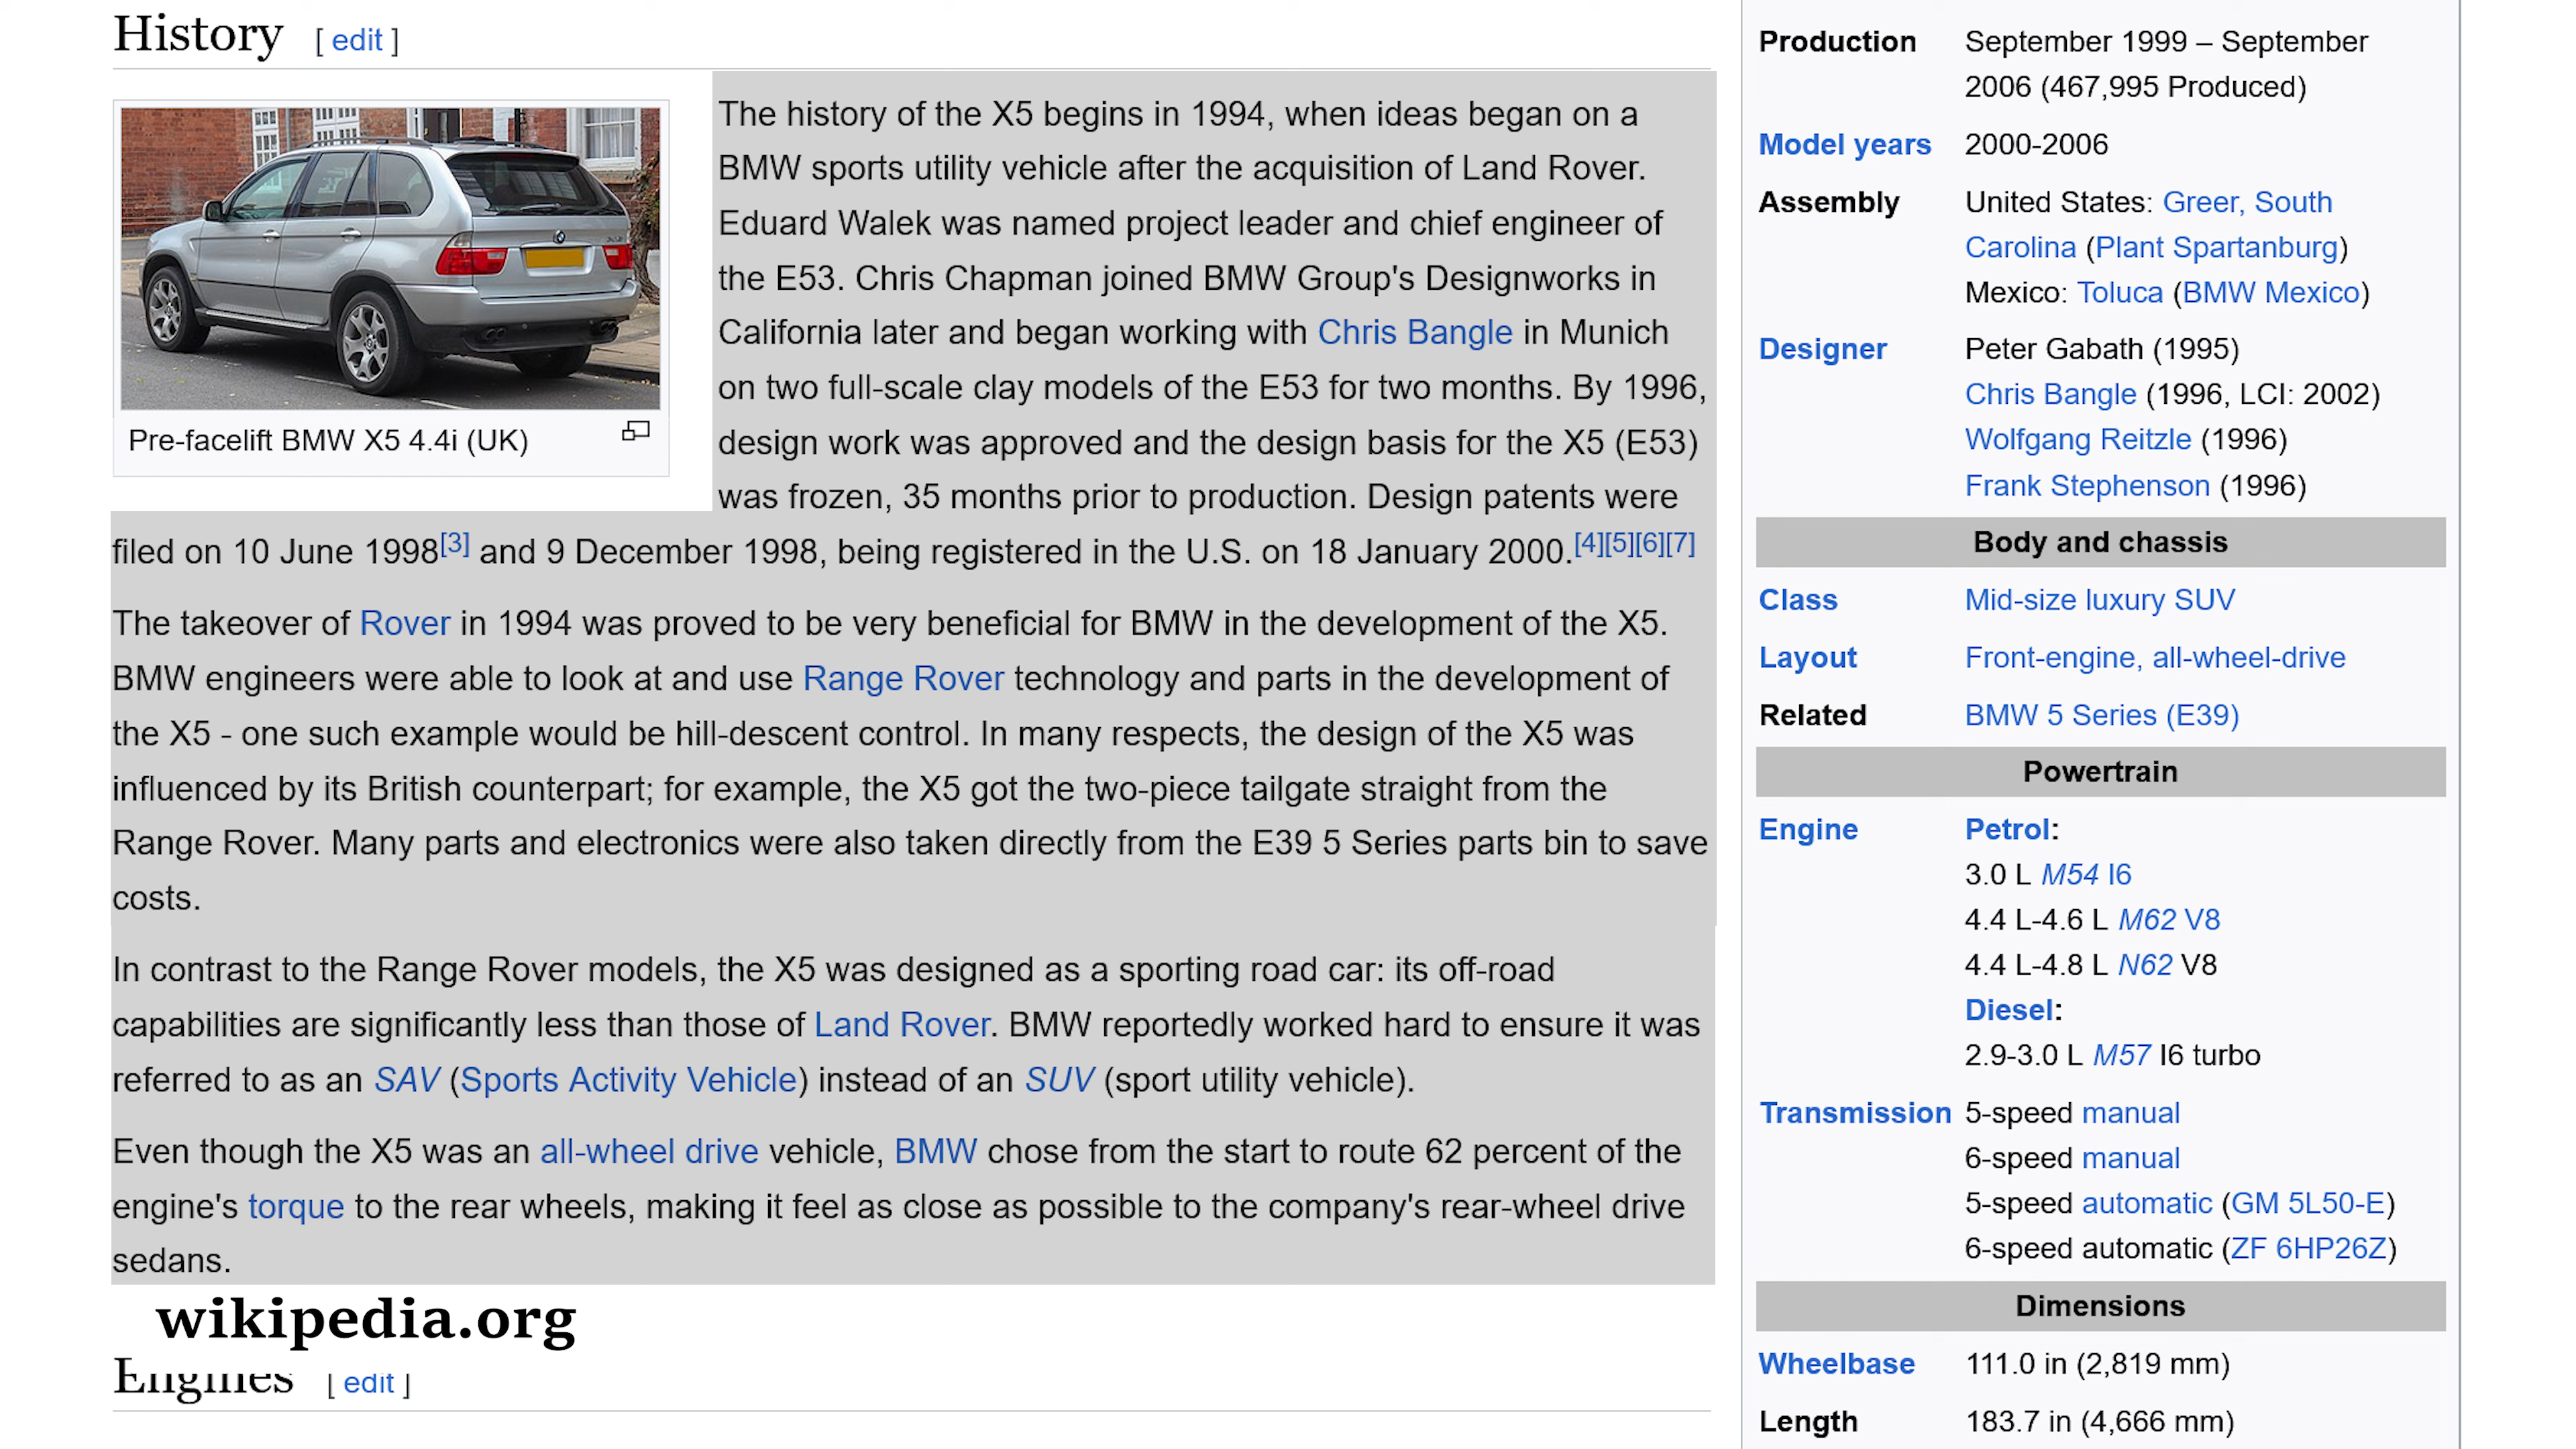 History [ edit ]
The history of the X5 begins in 1994, when ideas began on a
BMW sports utility vehicle after the acquisition of Land Rover.
Eduard Walek was named project leader and chief engineer of
the E53. Chris Chapman joined BMW Group's Designworks in
California later and began working with Chris Bangle in Munich
on two full-scale clay models of the E53 for two months. By 1996,
design work was approved and the design basis for the X5 (E53)
was frozen, 35 months prior to production. Design patents were
filed on 10 June 1998[3] and 9 December 1998, being registered in the U.S. on 18 January 2000.[4][5][6][7]
Pre-facelift BMW X5 4.4i (UK)
The takeover of Rover in 1994 was proved to be very beneficial for BMW in the development of the X5.
BMW engineers were able to look at and use Range Rover technology and parts in the development of
the X5 - one such example would be hill-descent control. In many respects, the design of the X5 was
influenced by its British counterpart; for example, the X5 got the two-piece tailgate straight from the
Range Rover. Many parts and electronics were also taken directly from the E39 5 Series parts bin to save
costs.
In contrast to the Range Rover models, the X5 was designed as a sporting road car: its off-road
capabilities are significantly less than those of Land Rover. BMW reportedly worked hard to ensure it was
referred to as an SAV (Sports Activity Vehicle) instead of an SUV (sport utility vehicle).
Even though the X5 was an all-wheel drive vehicle, BMW chose from the start to route 62 percent of the
engine's torque to the rear wheels, making it feel as close as possible to the company's rear-wheel drive
sedans.
wikipedia.org
Engines [ edit ]
Production September 1999 – September
2006 (467,995 Produced)
Model years 2000-2006
Assembly United States: Greer, South
Carolina (Plant Spartanburg)
Mexico: Toluca (BMW Mexico)
Designer Peter Gabath (1995)
Chris Bangle (1996, LCI: 2002)
Wolfgang Reitzle (1996)
Frank Stephenson (1996)
Body and chassis
Class Mid-size luxury SUV
Layout Front-engine, all-wheel-drive
Related BMW 5 Series (E39)
Powertrain
Engine Petrol:
3.0 L M54 I6
4.4 L-4.6 L M62 V8
4.4 L-4.8 L N62 V8
Diesel:
2.9-3.0 L M57 I6 turbo
Transmission 5-speed manual
6-speed manual
5-speed automatic (GM 5L50-E)
6-speed automatic (ZF 6HP26Z)
Dimensions
Wheelbase 111.0 in (2,819 mm)
Length 183.7 in (4,666 mm)